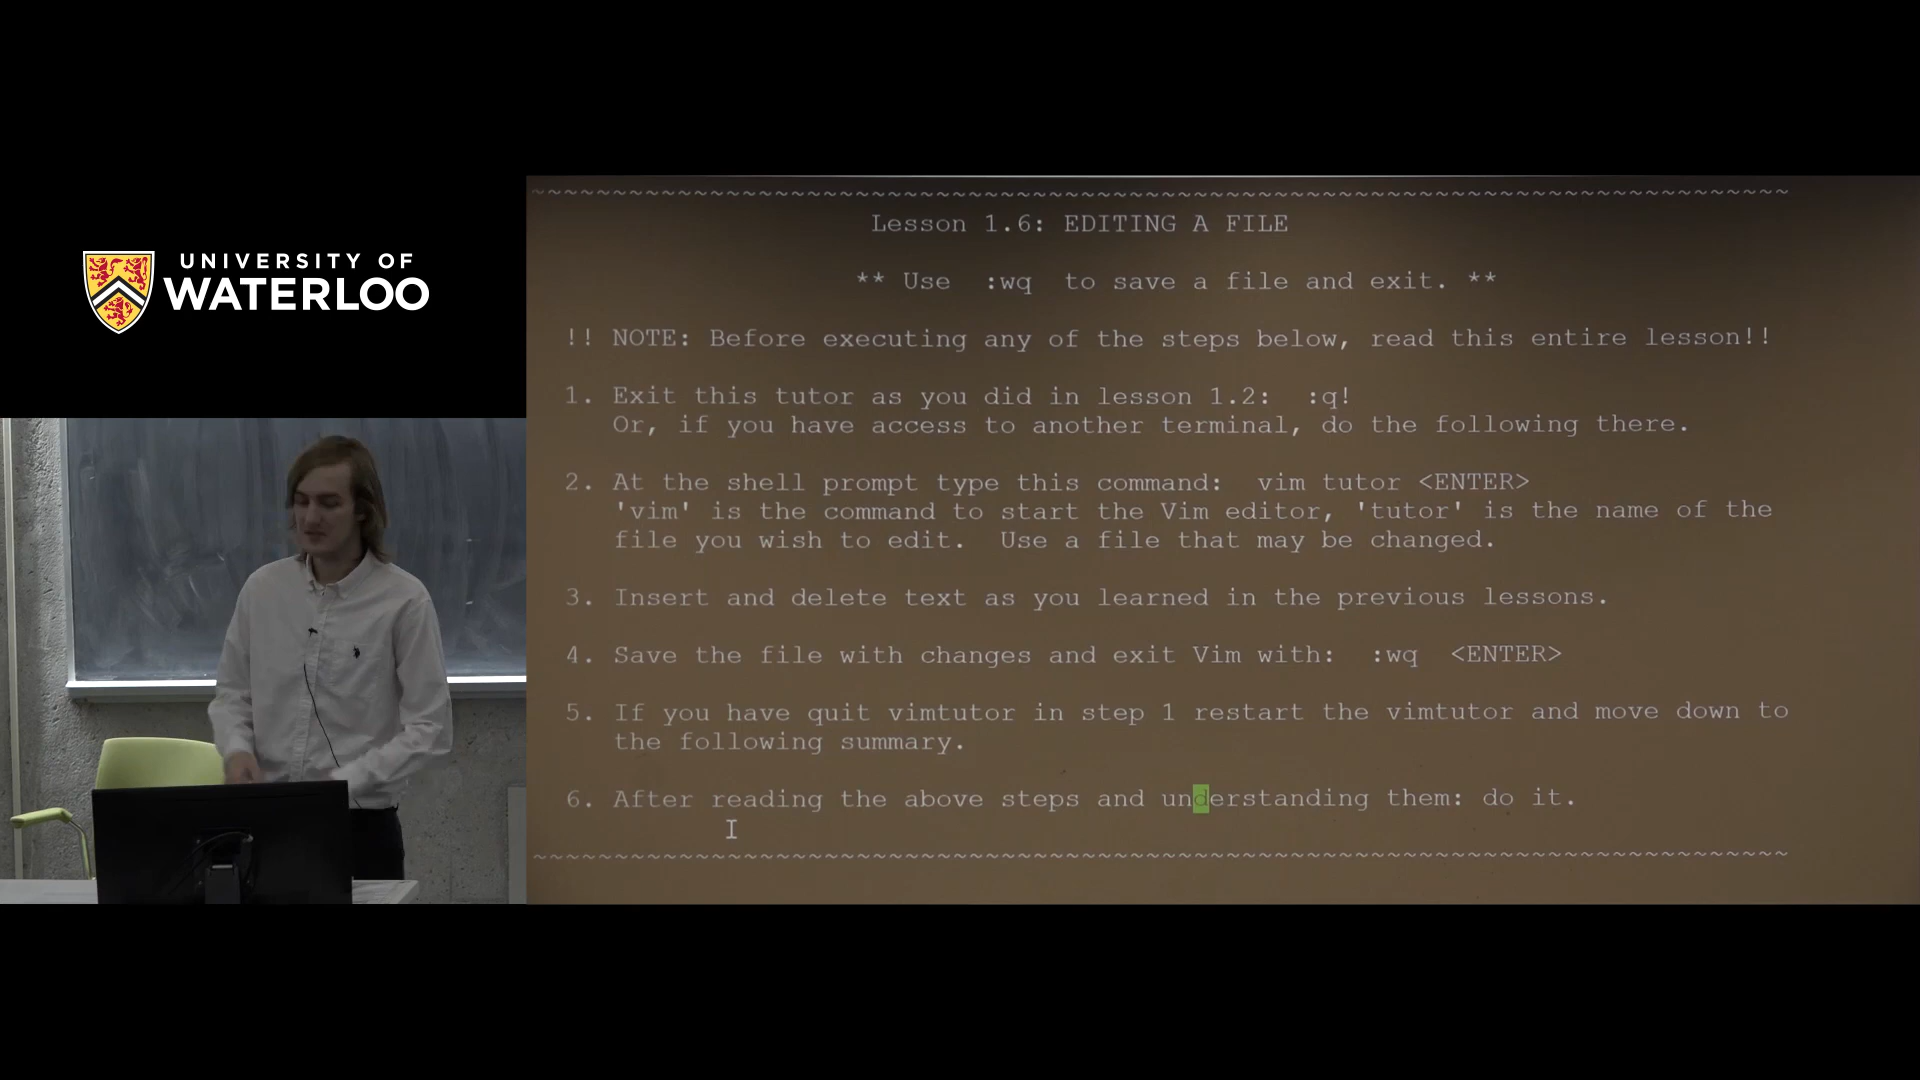 UNIVERSITY OF
WATERLOO
~~~~~~~~~~~~~~~~~~~~~~~~~~~~~~~~~~~~~~~~~~~~~~~~~~~~~~~~~~~~~~~~~~~~~~~~~~~~~~
Lesson 1.6: EDITING A FILE
** Use  :wq  to save a file and exit. **
!! NOTE: Before executing any of the steps below, read this entire lesson!!
1. Exit this tutor as you did in lesson 1.2:  :q!
Or, if you have access to another terminal, do the following there.
2. At the shell prompt type this command:  vim tutor <ENTER>
'vim' is the command to start the Vim editor, 'tutor' is the name of the
file you wish to edit.  Use a file that may be changed.
3. Insert and delete text as you learned in the previous lessons.
4. Save the file with changes and exit Vim with:  :wq  <ENTER>
5. If you have quit vimtutor in step 1 restart the vimtutor and move down to
the following summary.
6. After reading the above steps and understanding them: do it.
~~~~~~~~~~~~~~~~~~~~~~~~~~~~~~~~~~~~~~~~~~~~~~~~~~~~~~~~~~~~~~~~~~~~~~~~~~~~~~